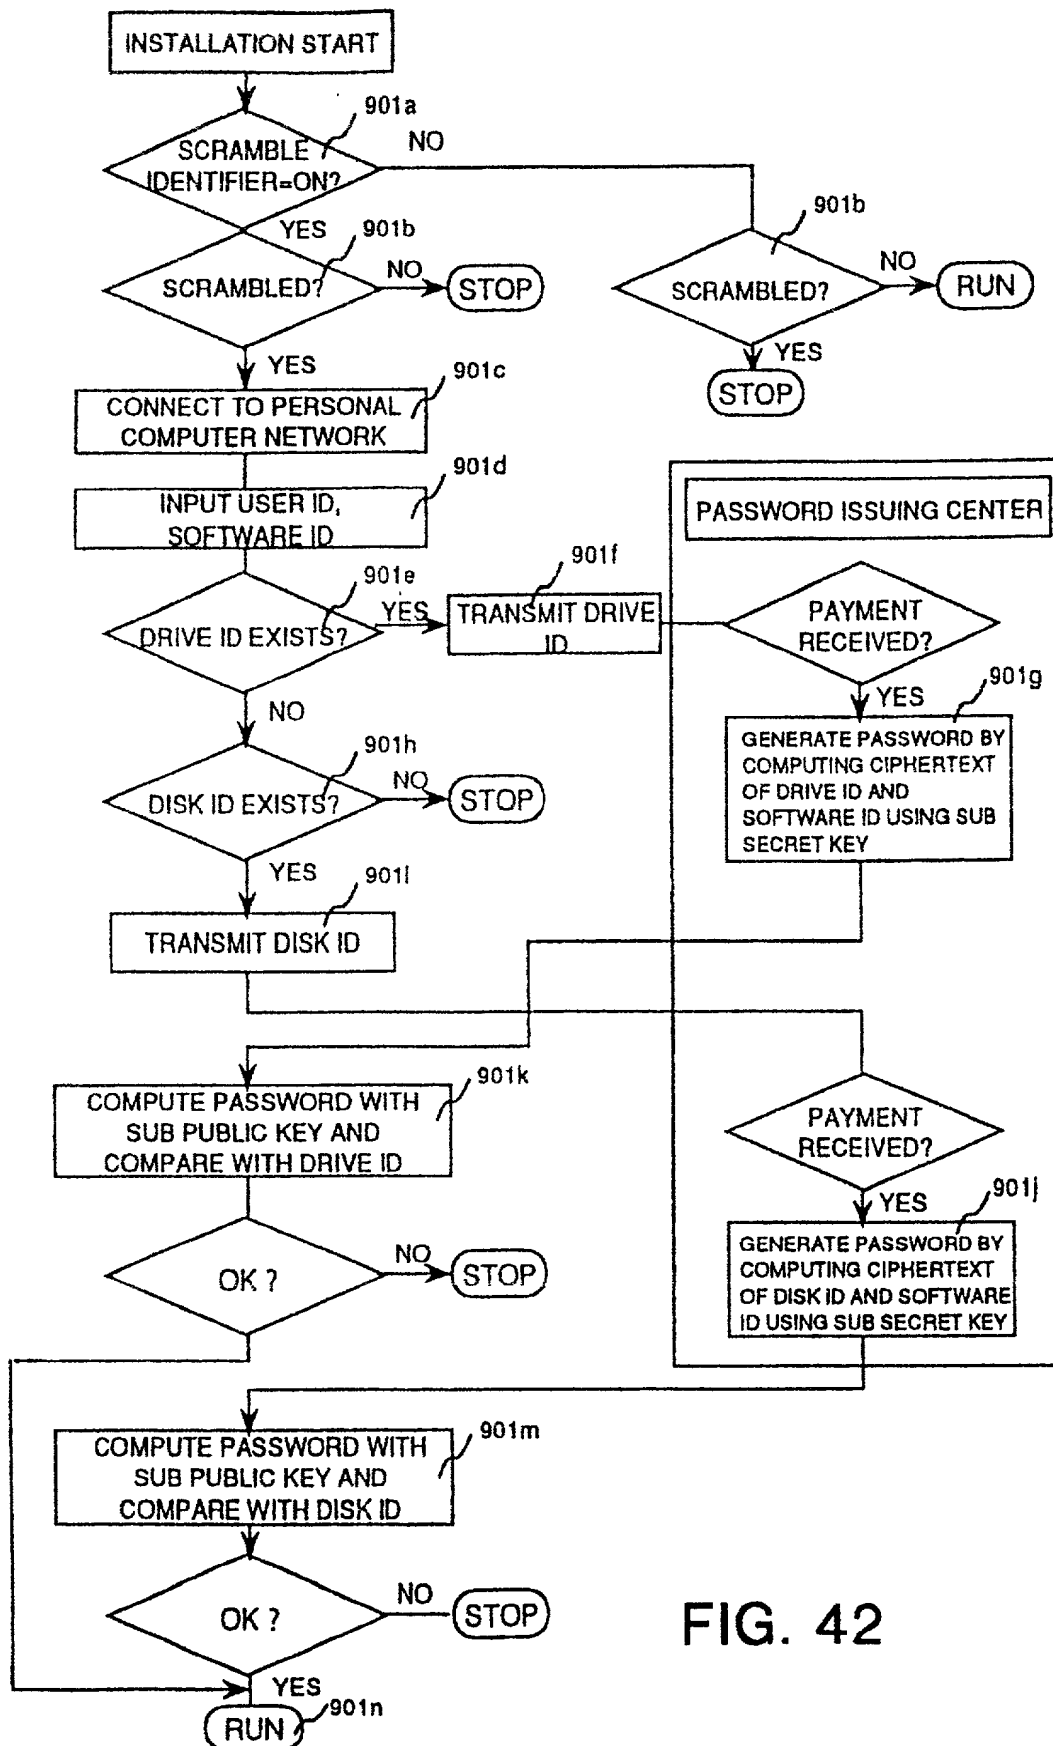 INSTALLATION START
901a
SCRAMBLE
IDENTIFIER=ON?
NO
YES
901b
SCRAMBLED?
NO
STOP
901b
SCRAMBLED?
NO
RUN
YES
STOP
YES
901c
CONNECT TO PERSONAL
COMPUTER NETWORK
901d
INPUT USER ID,
SOFTWARE ID
PASSWORD ISSUING CENTER
901e
DRIVE ID EXISTS?
YES
901f
TRANSMIT DRIVE
ID
PAYMENT
RECEIVED?
YES
901g
GENERATE PASSWORD BY
COMPUTING CIPHERTEXT
OF DRIVE ID AND
SOFTWARE ID USING SUB
SECRET KEY
NO
901h
DISK ID EXISTS?
NO
STOP
YES
901i
TRANSMIT DISK ID
901k
COMPUTE PASSWORD WITH
SUB PUBLIC KEY AND
COMPARE WITH DRIVE ID
PAYMENT
RECEIVED?
YES
901j
GENERATE PASSWORD BY
COMPUTING CIPHERTEXT
OF DISK ID AND SOFTWARE
ID USING SUB SECRET KEY
OK ?
NO
STOP
901m
COMPUTE PASSWORD WITH
SUB PUBLIC KEY AND
COMPARE WITH DISK ID
OK ?
NO
STOP
YES
901n
RUN
FIG. 42